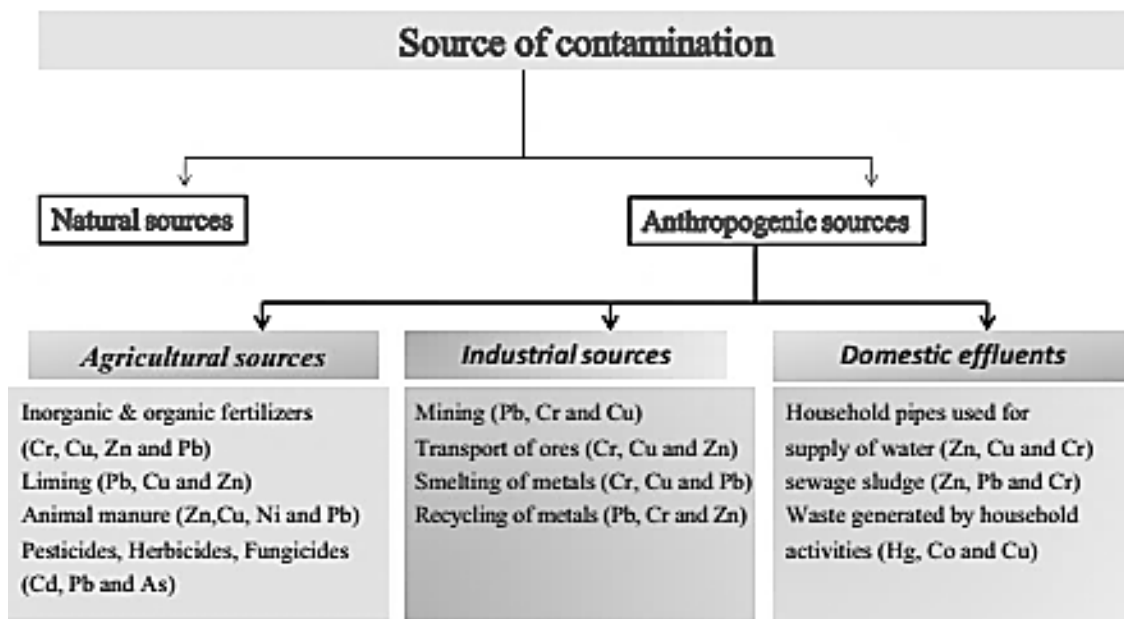 Source of contamination
Natural sources
Anthropogenic sources
Agricultural sources
Inorganic & organic fertilizers
(Cr, Cu, Zn and Pb)
Liming (Pb, Cu and Zn)
Animal manure (Zn,Cu, Ni and Pb)
Pesticides, Herbicides, Fungicides
(Cd, Pb and As)
Industrial sources
Mining (Pb, Cr and Cu)
Transport of ores (Cr, Cu and Zn)
Smelting of metals (Cr, Cu and Pb)
Recycling of metals (Pb, Cr and Zn)
Domestic effluents
Household pipes used for
supply of water (Zn, Cu and Cr)
sewage sludge (Zn, Pb and Cr)
Waste generated by household
activities (Hg, Co and Cu)